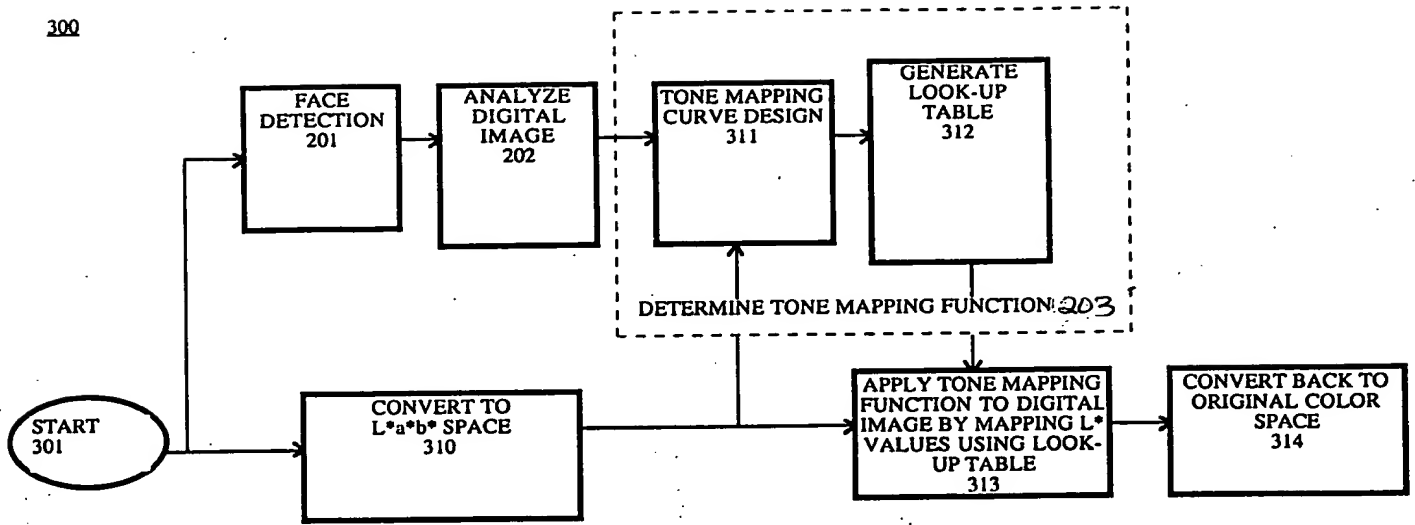 300
FACE
DETECTION
201
ANALYZE
DIGITAL
IMAGE
202
TONE MAPPING
CURVE DESIGN
311
GENERATE
LOOK-UP
TABLE
312
DETERMINE TONE MAPPING FUNCTION 203
START
301
CONVERT TO
L*a*b* SPACE
310
APPLY TONE MAPPING
FUNCTION TO DIGITAL
IMAGE BY MAPPING L*
VALUES USING LOOK-
UP TABLE
313
CONVERT BACK TO
ORIGINAL COLOR
SPACE
314